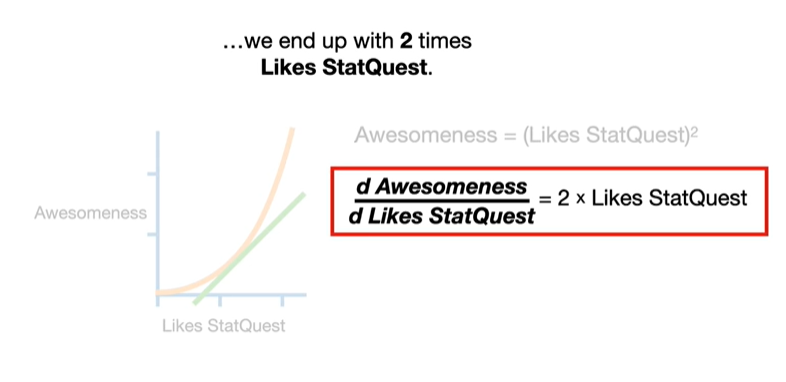 ...we end up with 2 times
Likes StatQuest.
Awesomeness = (Likes StatQuest)²
d Awesomeness
d Likes StatQuest
= 2 x Likes StatQuest
Awesomeness
Likes StatQuest